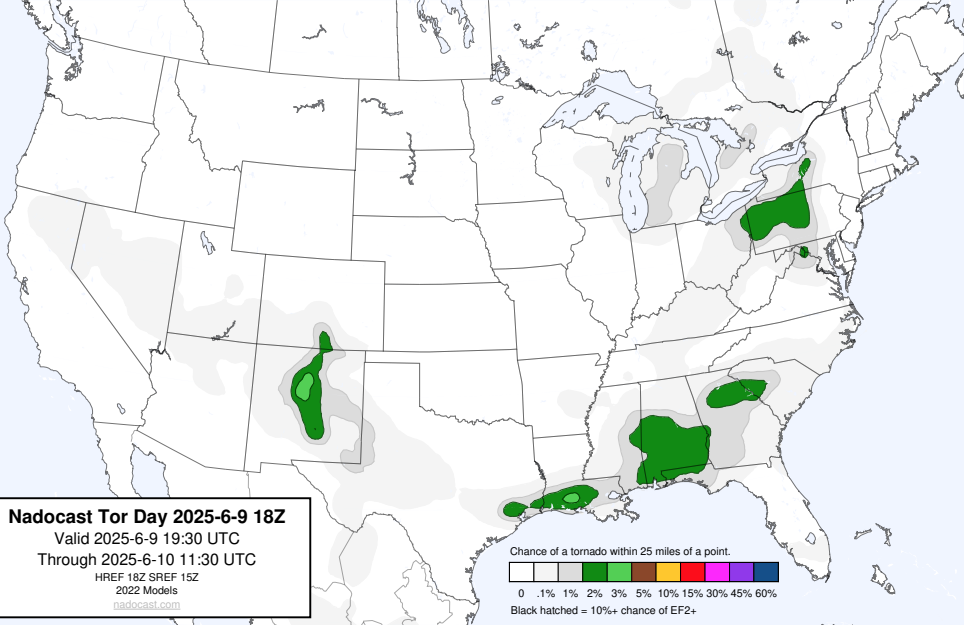 Nadocast Tor Day 2025-6-9 18Z
Valid 2025-6-9 19:30 UTC
Through 2025-6-10 11:30 UTC
HREF 18Z SREF 15Z
2022 Models
nadocast.com
Chance of a tornado within 25 miles of a point.
0 .1% 1% 2% 3% 5% 10% 15% 30% 45% 60%
Black hatched = 10%+ chance of EF2+